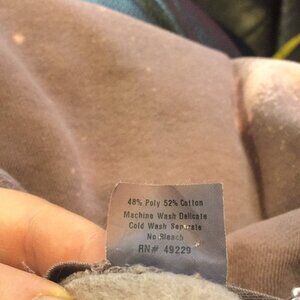 48% Poly 52% Cotton
Machine Wash Delicate
Cold Wash Separate
No Bleach
RN# 49229